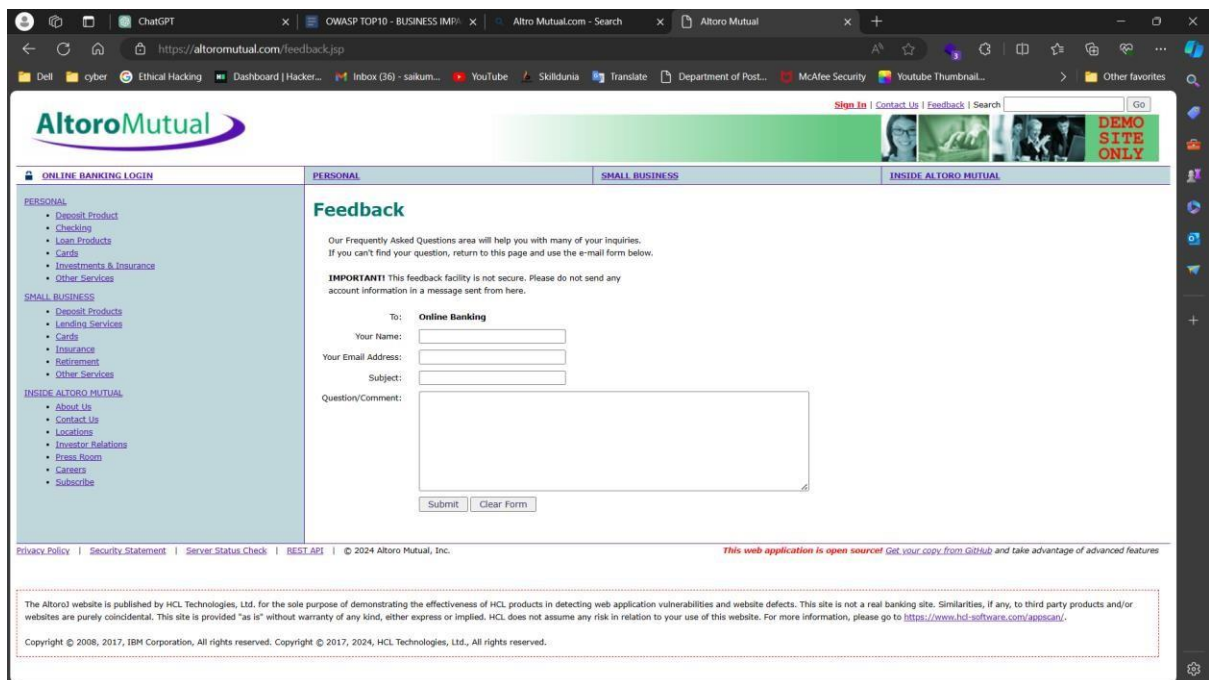 ChatGPT
OWASP TOP10 - BUSINESS IMPA
Altro Mutual.com - Search
Altoro Mutual
https://altoromutual.com/feedback.jsp
Dell
cyber
Ethical Hacking
Dashboard | Hacker...
Inbox (36) - saikum...
YouTube
Skilldunia
Translate
Department of Post...
McAfee Security
Youtube Thumbnail...
Other favorites
AltoroMutual
Sign In | Contact Us | Feedback | Search
Go
DEMO
SITE
ONLY
ONLINE BANKING LOGIN
PERSONAL
SMALL BUSINESS
INSIDE ALTORO MUTUAL
PERSONAL
Deposit Product
Checking
Loan Products
Cards
Investments & Insurance
Other Services
SMALL BUSINESS
Deposit Products
Lending Services
Cards
Insurance
Retirement
Other Services
INSIDE ALTORO MUTUAL
About Us
Contact Us
Locations
Investor Relations
Press Room
Careers
Subscribe
Feedback
Our Frequently Asked Questions area will help you with many of your inquiries.
If you can't find your question, return to this page and use the e-mail form below.
IMPORTANT! This feedback facility is not secure. Please do not send any
account information in a message sent from here.
To: Online Banking
Your Name:
Your Email Address:
Subject:
Question/Comment:
Submit
Clear Form
Privacy Policy | Security Statement | Server Status Check | REST API | © 2024 Altoro Mutual, Inc.
This web application is open source! Get your copy from GitHub and take advantage of advanced features
The AltoroJ website is published by HCL Technologies, Ltd. for the sole purpose of demonstrating the effectiveness of HCL products in detecting web application vulnerabilities and website defects. This site is not a real banking site. Similarities, if any, to third party products and/or
websites are purely coincidental. This site is provided "as is" without warranty of any kind, either express or implied. HCL does not assume any risk in relation to your use of this website. For more information, please go to https://www.hcl-software.com/appscan/.
Copyright © 2008, 2017, IBM Corporation, All rights reserved. Copyright © 2017, 2024, HCL Technologies, Ltd., All rights reserved.